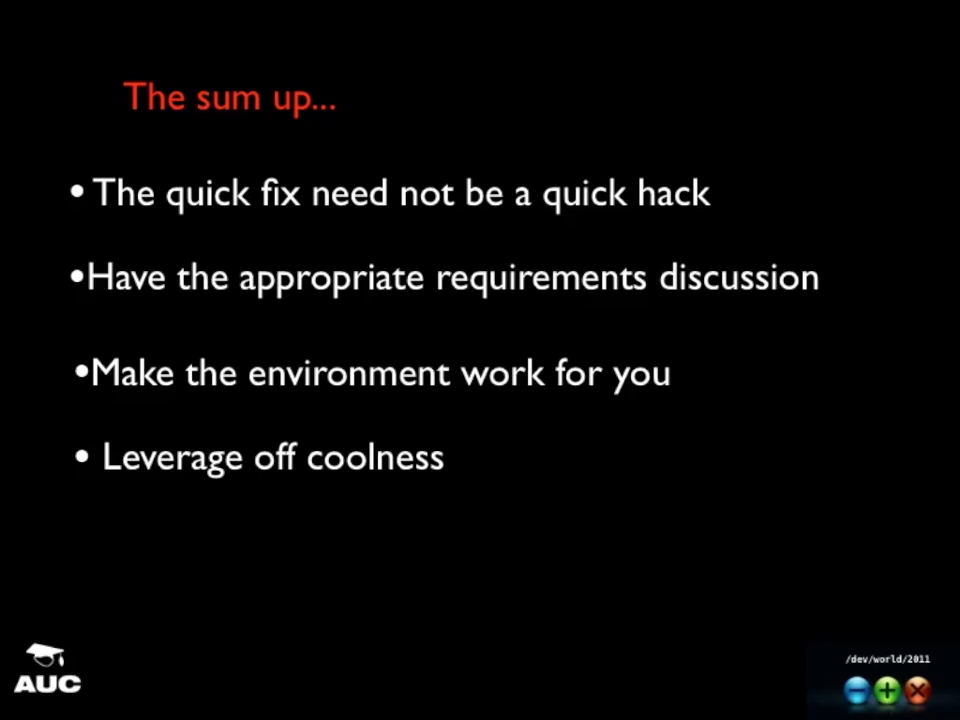 The sum up...
• The quick fix need not be a quick hack
•Have the appropriate requirements discussion
•Make the environment work for you
• Leverage off coolness
AUC
/dev/world/2011